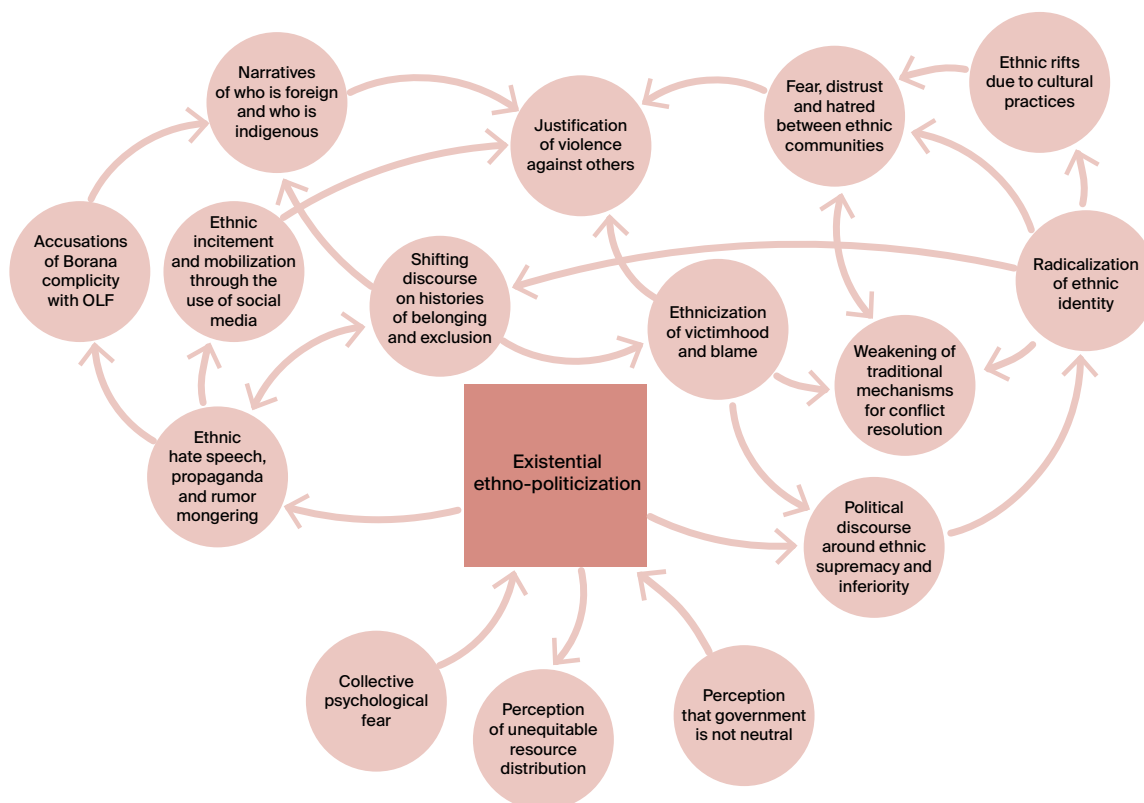 Narratives
of who is foreign
and who is
indigenous
Justification
of violence
against others
Fear, distrust
and hatred
between ethnic
communities
Ethnic rifts
due to cultural
practices
Accusations
of Borana
complicity
with OLF
Ethnic
incitement
and mobilization
through the
use of social
media
Shifting
discourse
on histories
of belonging
and exclusion
Ethnicization
of victimhood
and blame
Weakening of
traditional
mechanisms
for conflict
resolution
Radicalization
of ethnic
identity
Ethnic
hate speech,
propaganda
and rumor
mongering
Existential
ethno-politicization
Political
discourse
around ethnic
supremacy and
inferiority
Collective
psychological
fear
Perception
of unequitable
resource
distribution
Perception
that government
is not neutral